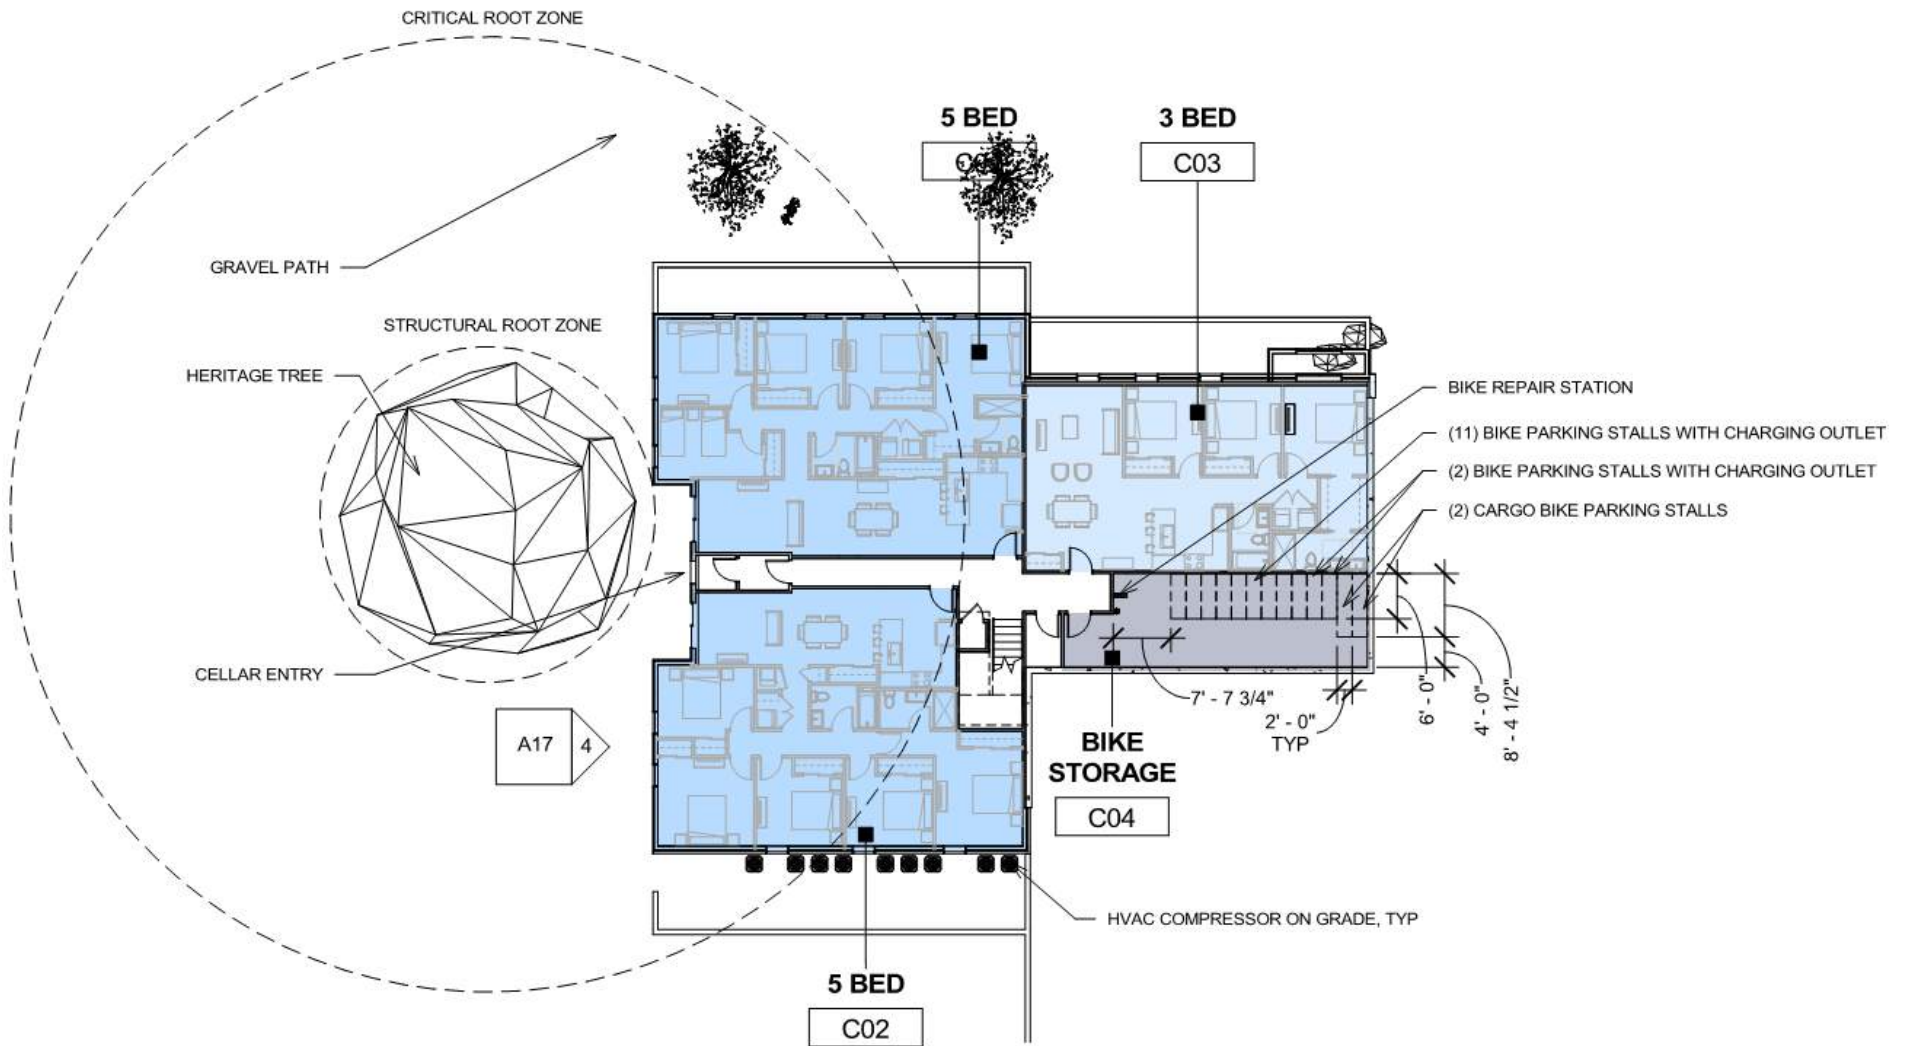 CRITICAL ROOT ZONE
5 BED
3 BED
C03
GRAVEL PATH
STRUCTURAL ROOT ZONE
HERITAGE TREE
BIKE REPAIR STATION
(11) BIKE PARKING STALLS WITH CHARGING OUTLET
(2) BIKE PARKING STALLS WITH CHARGING OUTLET
(2) CARGO BIKE PARKING STALLS
CELLAR ENTRY
7' - 7 3/4"
2' - 0"
TYP
6' - 0"
4' - 0"
8' - 4 1/2"
A17
4
BIKE
STORAGE
C04
HVAC COMPRESSOR ON GRADE, TYP
5 BED
C02